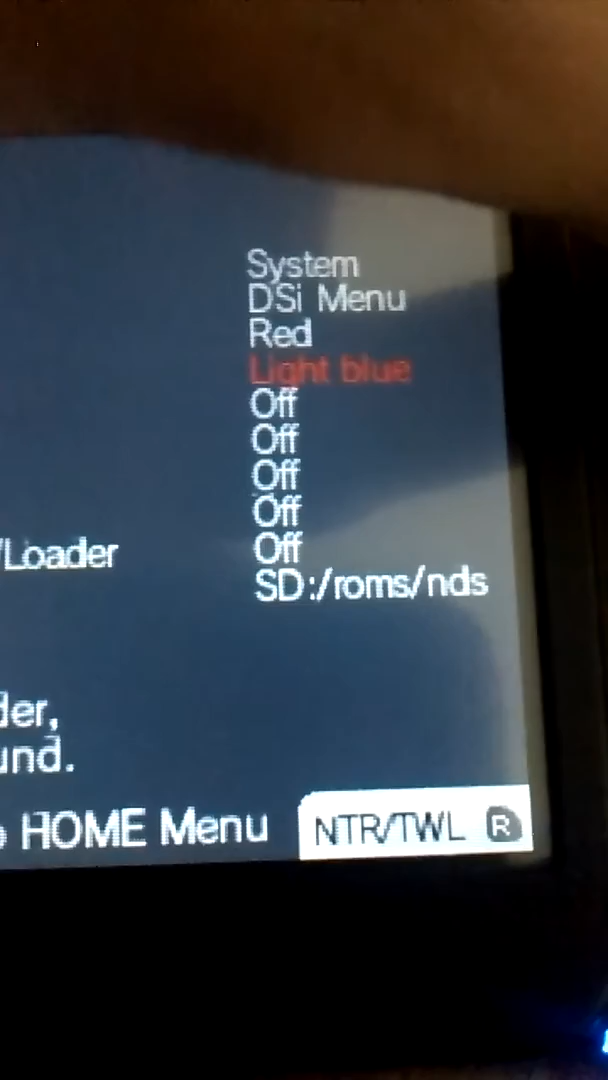 System
DSi Menu
Red
Light blue
Off
Off
Off
Off
/Loader
Off
SD:/roms/nds
der,
und.
o HOME Menu
NTR/TWL R